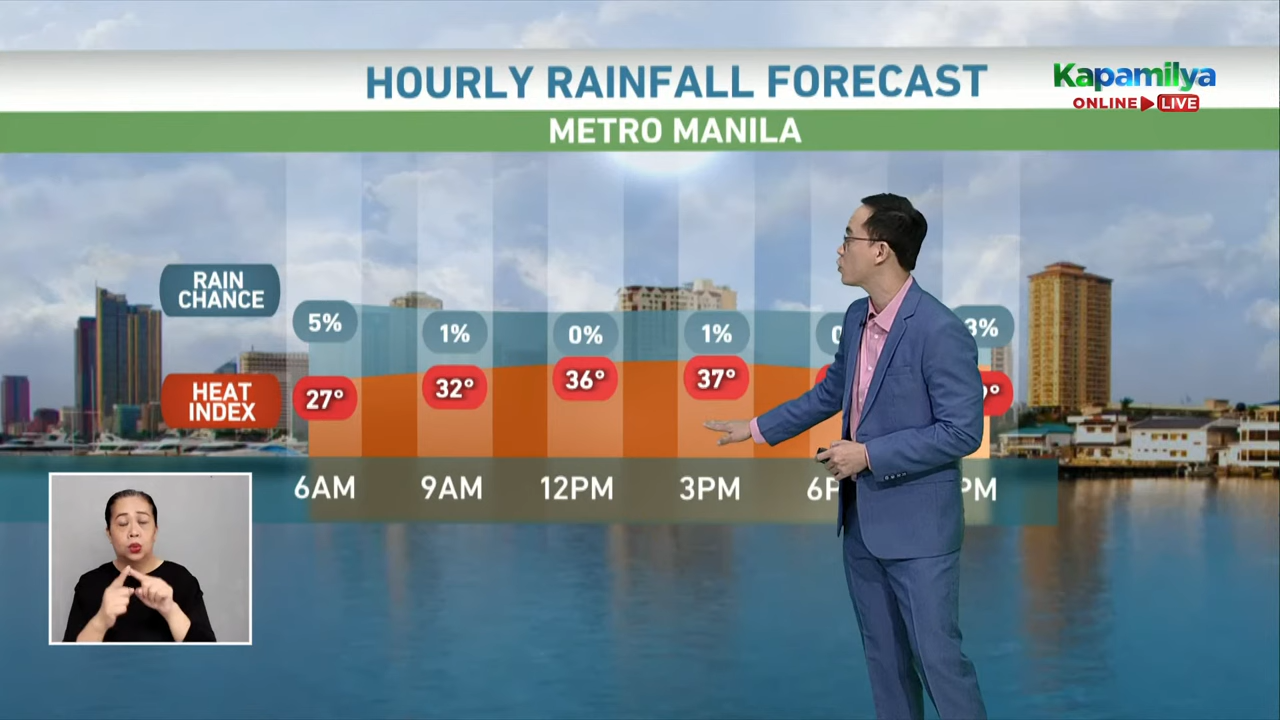 HOURLY RAINFALL FORECAST
Kapamilya
ONLINE LIVE
METRO MANILA
RAIN
CHANCE
5% 1% 0% 1% 3%
HEAT
INDEX
27° 32° 36° 37°
6AM 9AM 12PM 3PM